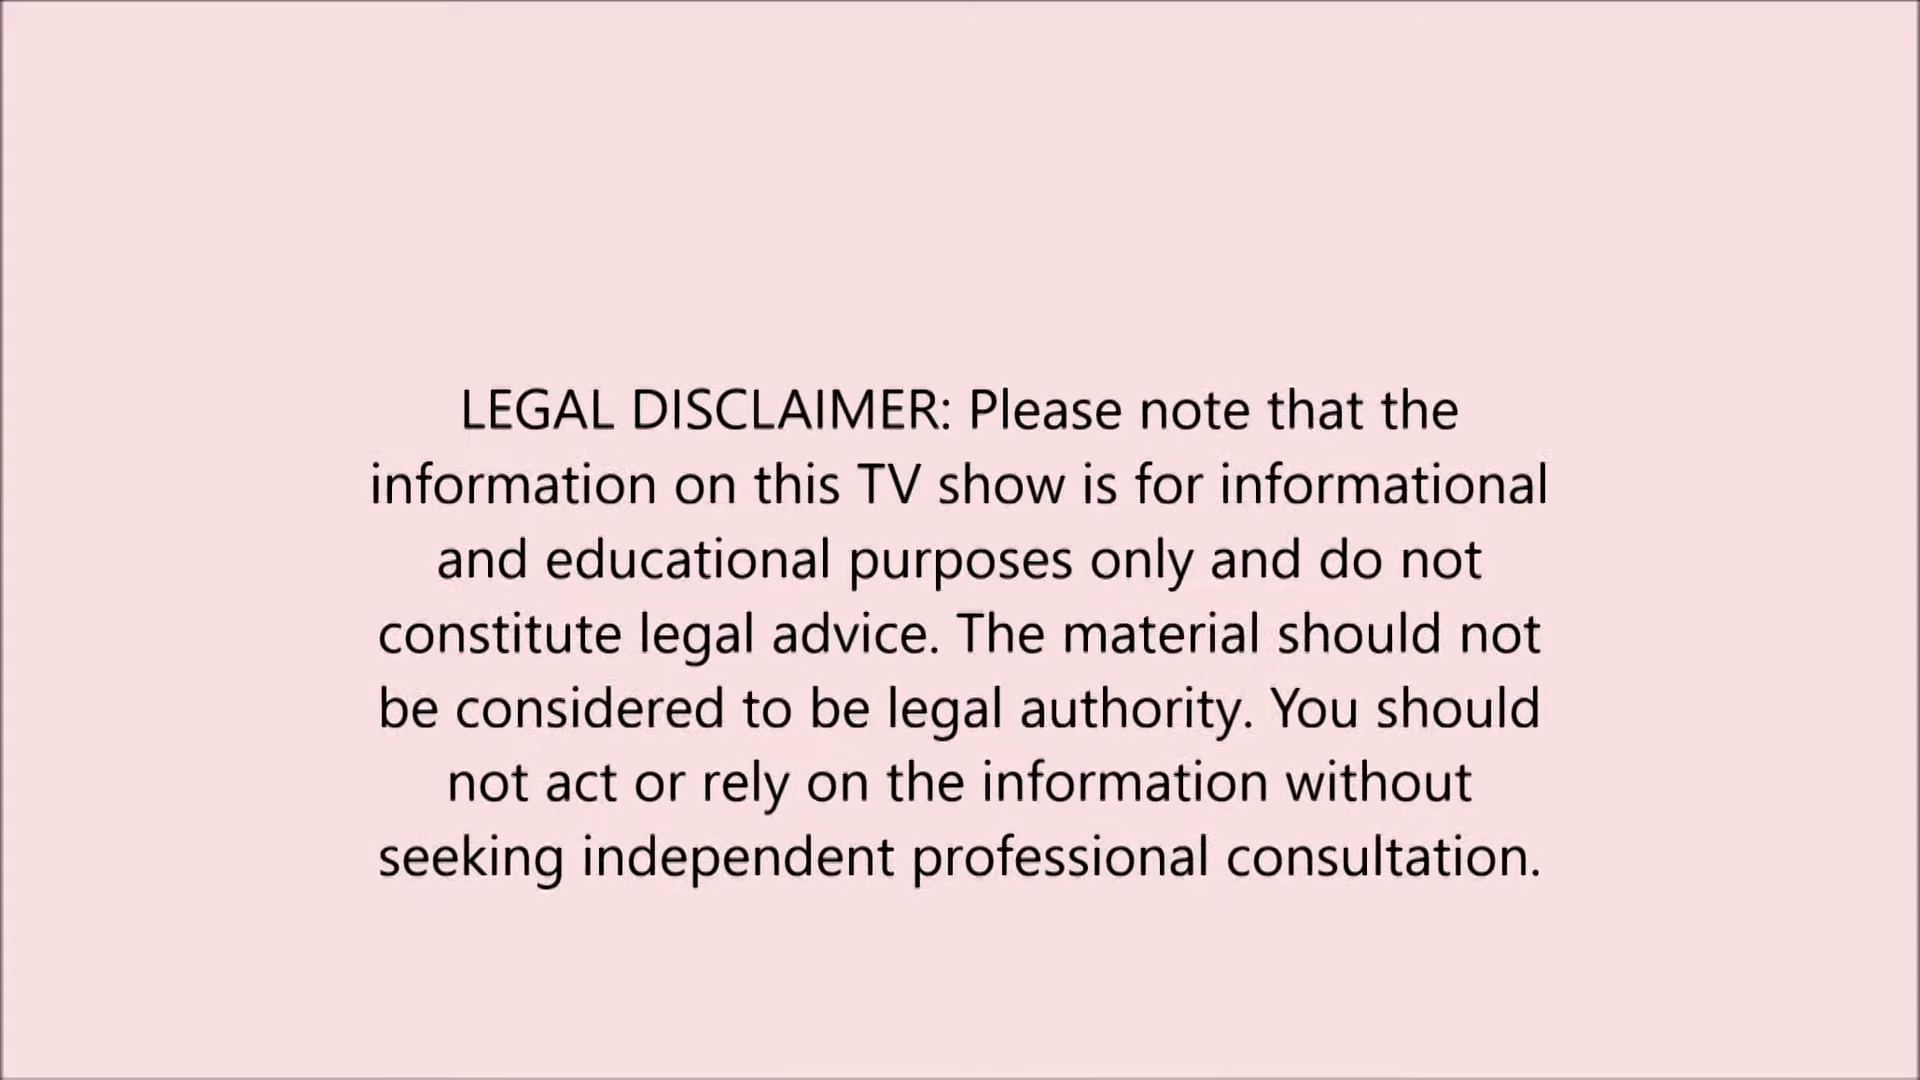 LEGAL DISCLAIMER: Please note that the
information on this TV show is for informational
and educational purposes only and do not
constitute legal advice. The material should not
be considered to be legal authority. You should
not act or rely on the information without
seeking independent professional consultation.